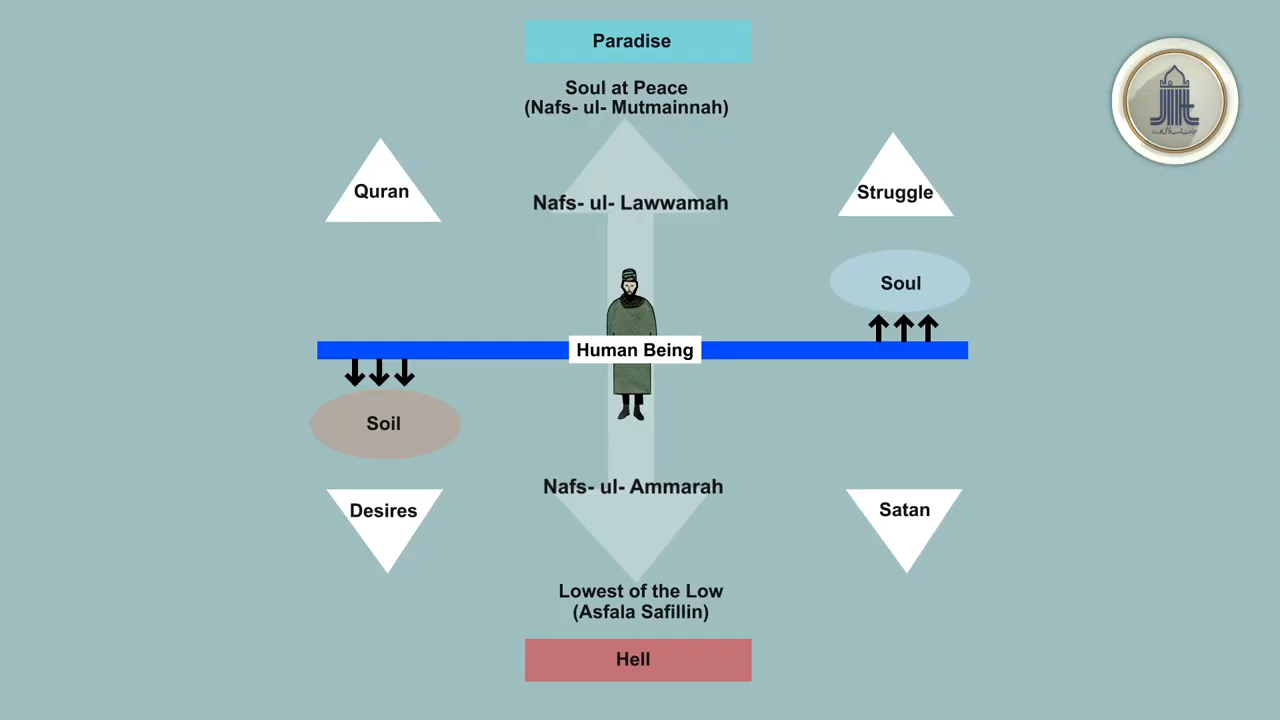 Paradise
Soul at Peace
(Nafs- ul- Mutmainnah)
Quran
Struggle
Nafs- ul- Lawwamah
Soul
Human Being
Soil
Nafs- ul- Ammarah
Desires
Satan
Lowest of the Low
(Asfala Safillin)
Hell